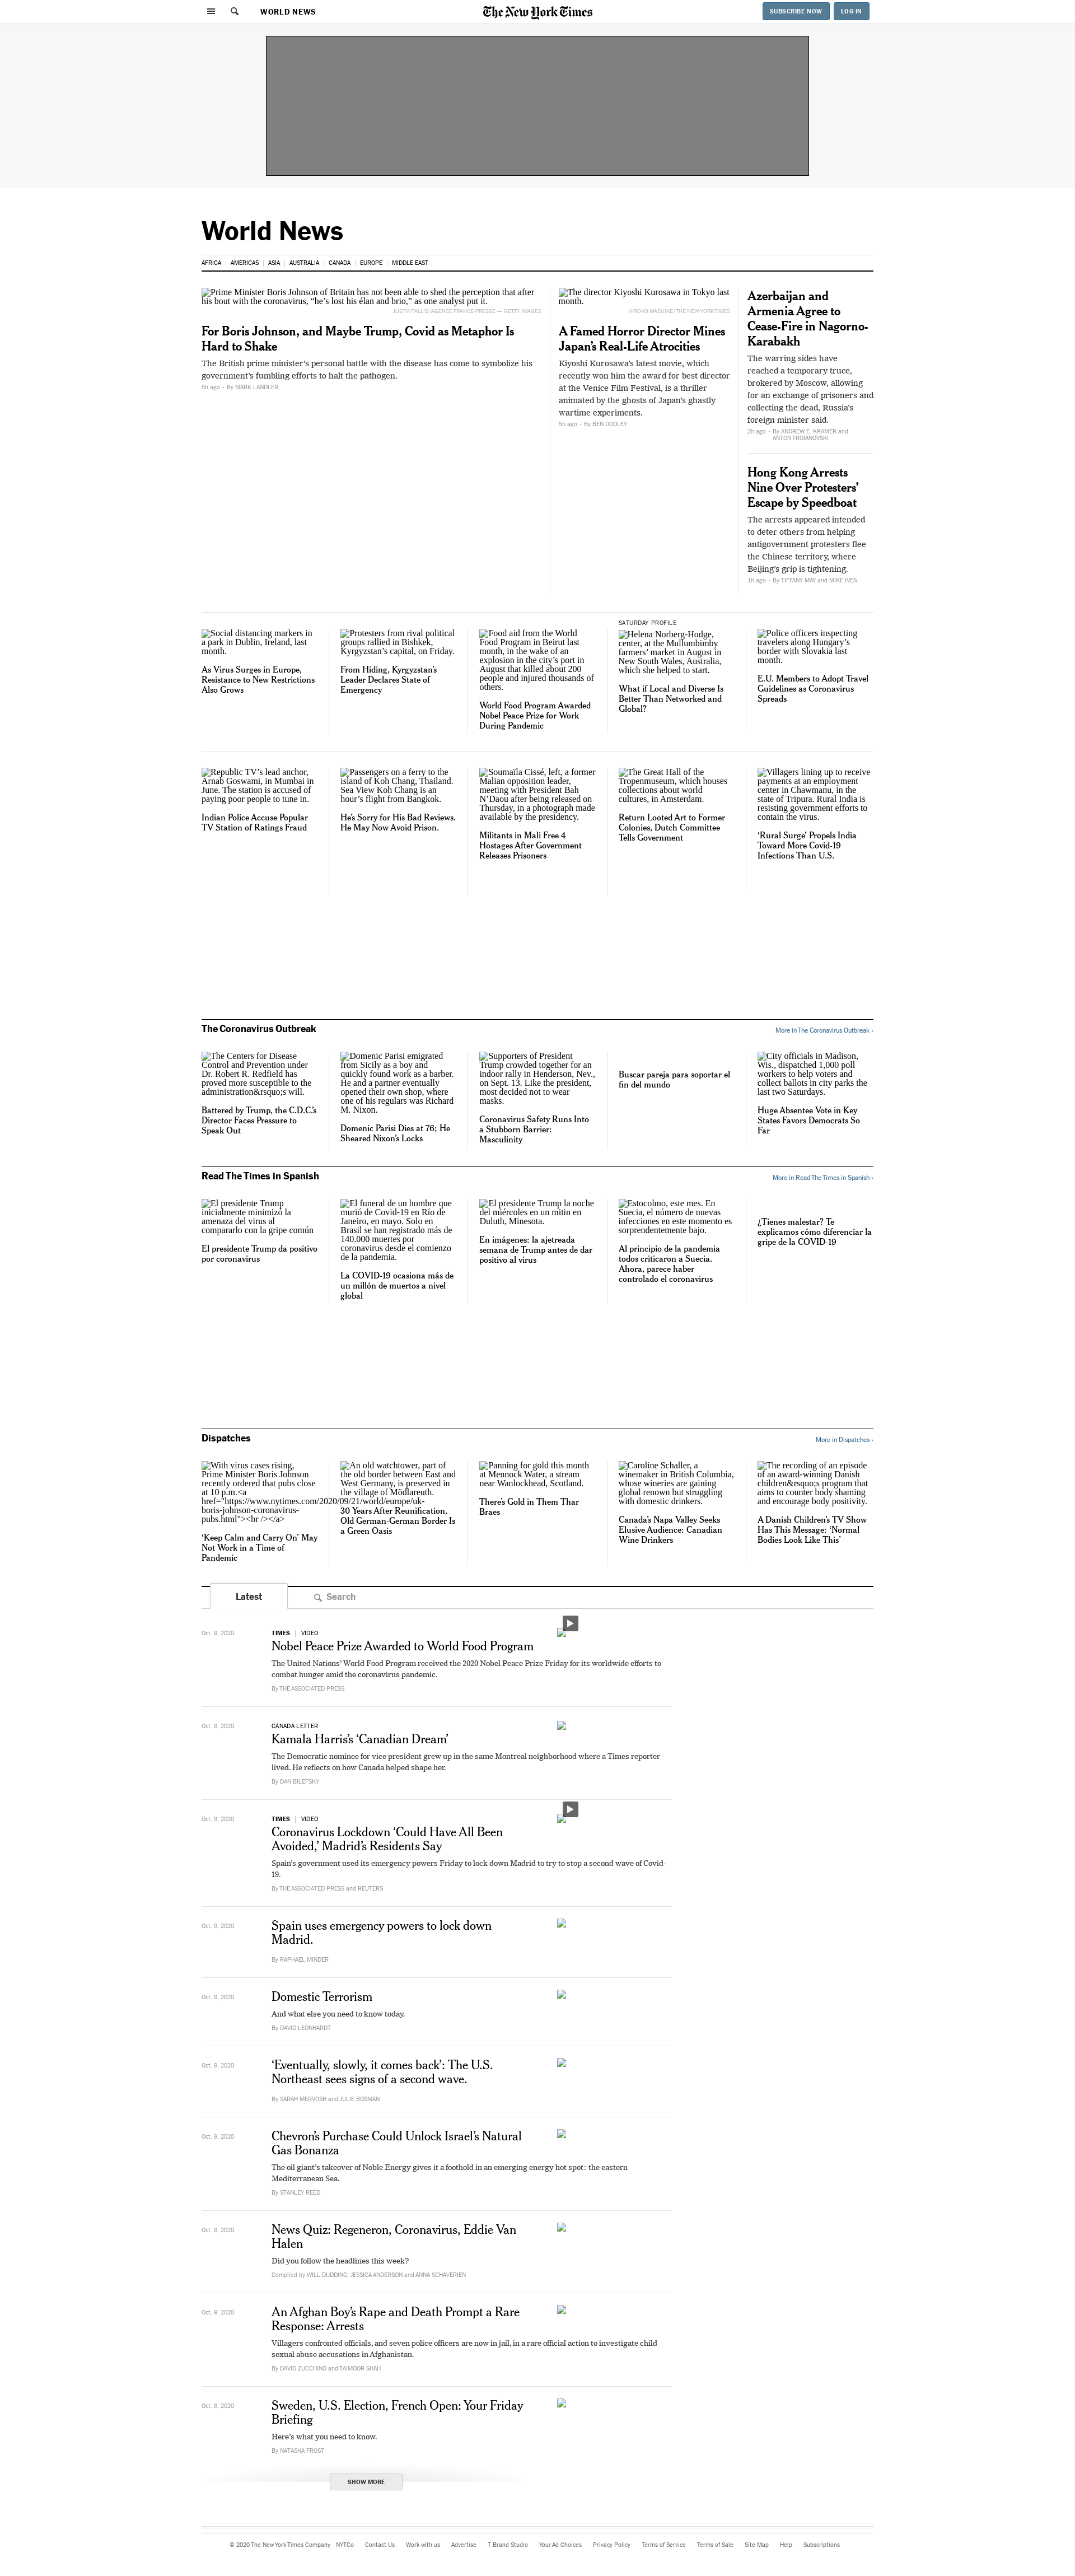 WORLD NEWS
The New York Times
SUBSCRIBE NOW
LOG IN
World News
AFRICA
AMERICAS
ASIA
AUSTRALIA
CANADA
EUROPE
MIDDLE EAST
Prime Minister Boris Johnson of Britain has not been able to shed the perception that after
his bout with the coronavirus, “he’s lost his élan and brio,” as one analyst put it.
JUSTIN TALLIS/AGENCE FRANCE-PRESSE — GETTY IMAGES
For Boris Johnson, and Maybe Trump, Covid as Metaphor Is
Hard to Shake
The British prime minister’s personal battle with the disease has come to symbolize his
government’s fumbling efforts to halt the pathogen.
5h ago - By MARK LANDLER
The director Kiyoshi Kurosawa in Tokyo last
month.
HIROKO MASUIKE/THE NEW YORK TIMES
A Famed Horror Director Mines
Japan’s Real-Life Atrocities
Kiyoshi Kurosawa’s latest movie, which
recently won him the award for best director
at the Venice Film Festival, is a thriller
animated by the ghosts of Japan’s ghastly
wartime experiments.
5h ago - By BEN DOOLEY
Azerbaijan and
Armenia Agree to
Cease-Fire in Nagorno-
Karabakh
The warring sides have
reached a temporary truce,
brokered by Moscow, allowing
for an exchange of prisoners and
collecting the dead, Russia’s
foreign minister said.
2h ago - By ANDREW E. KRAMER and
ANTON TROIANOVSKI
Hong Kong Arrests
Nine Over Protesters’
Escape by Speedboat
The arrests appeared intended
to deter others from helping
antigovernment protesters flee
the Chinese territory, where
Beijing’s grip is tightening.
1h ago - By TIFFANY MAY and MIKE IVES
Social distancing markers in
a park in Dublin, Ireland, last
month.
As Virus Surges in Europe,
Resistance to New Restrictions
Also Grows
Protesters from rival political
groups rallied in Bishkek,
Kyrgyzstan’s capital, on Friday.
From Hiding, Kyrgyzstan’s
Leader Declares State of
Emergency
Food aid from the World
Food Program in Beirut last
month, in the wake of an
explosion in the city’s port in
August that killed about 200
people and injured thousands of
others.
World Food Program Awarded
Nobel Peace Prize for Work
During Pandemic
SATURDAY PROFILE
Helena Norberg-Hodge,
center, at the Mullumbimby
farmers’ market in August in
New South Wales, Australia,
which she helped to start.
What if Local and Diverse Is
Better Than Networked and
Global?
Police officers inspecting
travelers along Hungary’s
border with Slovakia last
month.
E.U. Members to Adopt Travel
Guidelines as Coronavirus
Spreads
Republic TV’s lead anchor,
Arnab Goswami, in Mumbai in
June. The station is accused of
paying poor people to tune in.
Indian Police Accuse Popular
TV Station of Ratings Fraud
Passengers on a ferry to the
island of Koh Chang, Thailand.
Sea View Koh Chang is an
hour’s flight from Bangkok.
He’s Sorry for His Bad Reviews.
He May Now Avoid Prison.
Soumaïla Cissé, left, a former
Malian opposition leader,
meeting with President Bah
N’Daou after being released on
Thursday, in a photograph made
available by the presidency.
Militants in Mali Free 4
Hostages After Government
Releases Prisoners
The Great Hall of the
Tropenmuseum, which houses
collections about world
cultures, in Amsterdam.
Return Looted Art to Former
Colonies, Dutch Committee
Tells Government
Villagers lining up to receive
payments at an employment
center in Chawmanu, in the
state of Tripura. Rural India is
resisting government efforts to
contain the virus.
‘Rural Surge’ Propels India
Toward More Covid-19
Infections Than U.S.
The Coronavirus Outbreak
More in The Coronavirus Outbreak ›
The Centers for Disease
Control and Prevention under
Dr. Robert R. Redfield has
proved more susceptible to the
administration&rsquo;s will.
Battered by Trump, the C.D.C.’s
Director Faces Pressure to
Speak Out
Domenic Parisi emigrated
from Sicily as a boy and
quickly found work as a barber.
He and a partner eventually
opened their own shop, where
one of his regulars was Richard
M. Nixon.
Domenic Parisi Dies at 76; He
Sheared Nixon’s Locks
Supporters of President
Trump crowded together for an
indoor rally in Henderson, Nev.,
on Sept. 13. Like the president,
most decided not to wear
masks.
Coronavirus Safety Runs Into
a Stubborn Barrier:
Masculinity
Buscar pareja para soportar el
fin del mundo
City officials in Madison,
Wis., dispatched 1,000 poll
workers to help voters and
collect ballots in city parks the
last two Saturdays.
Huge Absentee Vote in Key
States Favors Democrats So
Far
Read The Times in Spanish
More in Read The Times in Spanish ›
El presidente Trump
inicialmente minimizó la
amenaza del virus al
compararlo con la gripe común
El presidente Trump da positivo
por coronavirus
El funeral de un hombre que
murió de Covid-19 en Río de
Janeiro, en mayo. Solo en
Brasil se han registrado más de
140.000 muertes por
coronavirus desde el comienzo
de la pandemia.
La COVID-19 ocasiona más de
un millón de muertos a nivel
global
El presidente Trump la noche
del miércoles en un mitin en
Duluth, Minesota.
En imágenes: la ajetreada
semana de Trump antes de dar
positivo al virus
Estocolmo, este mes. En
Suecia, el número de nuevas
infecciones en este momento es
sorprendentemente bajo.
Al principio de la pandemia
todos criticaron a Suecia.
Ahora, parece haber
controlado el coronavirus
¿Tienes malestar? Te
explicamos cómo diferenciar la
gripe de la COVID-19
Dispatches
More in Dispatches ›
With virus cases rising,
Prime Minister Boris Johnson
recently ordered that pubs close
at 10 p.m.<a
href="https://www.nytimes.com/2020/09/21/world/europe/uk-
boris-johnson-coronavirus-
pubs.html"><br /></a>
‘Keep Calm and Carry On’ May
Not Work in a Time of
Pandemic
An old watchtower, part of
the old border between East and
West Germany, is preserved in
the village of Mödlareuth.
30 Years After Reunification,
Old German-German Border Is
a Green Oasis
Panning for gold this month
at Mennock Water, a stream
near Wanlockhead, Scotland.
There’s Gold in Them Thar
Braes
Caroline Schaller, a
winemaker in British Columbia,
whose wineries are gaining
global renown but struggling
with domestic drinkers.
Canada’s Napa Valley Seeks
Elusive Audience: Canadian
Wine Drinkers
The recording of an episode
of an award-winning Danish
children&rsquo;s program that
aims to counter body shaming
and encourage body positivity.
A Danish Children’s TV Show
Has This Message: ‘Normal
Bodies Look Like This’
Latest
Search
Oct. 9, 2020
TIMES | VIDEO
Nobel Peace Prize Awarded to World Food Program
The United Nations’ World Food Program received the 2020 Nobel Peace Prize Friday for its worldwide efforts to
combat hunger amid the coronavirus pandemic.
By THE ASSOCIATED PRESS
Oct. 9, 2020
CANADA LETTER
Kamala Harris’s ‘Canadian Dream’
The Democratic nominee for vice president grew up in the same Montreal neighborhood where a Times reporter
lived. He reflects on how Canada helped shape her.
By DAN BILEFSKY
Oct. 9, 2020
TIMES | VIDEO
Coronavirus Lockdown ‘Could Have All Been
Avoided,’ Madrid’s Residents Say
Spain’s government used its emergency powers Friday to lock down Madrid to try to stop a second wave of Covid-
19.
By THE ASSOCIATED PRESS and REUTERS
Oct. 9, 2020
Spain uses emergency powers to lock down
Madrid.
By RAPHAEL MINDER
Oct. 9, 2020
Domestic Terrorism
And what else you need to know today.
By DAVID LEONHARDT
Oct. 9, 2020
‘Eventually, slowly, it comes back’: The U.S.
Northeast sees signs of a second wave.
By SARAH MERVOSH and JULIE BOSMAN
Oct. 9, 2020
Chevron’s Purchase Could Unlock Israel’s Natural
Gas Bonanza
The oil giant’s takeover of Noble Energy gives it a foothold in an emerging energy hot spot: the eastern
Mediterranean Sea.
By STANLEY REED
Oct. 9, 2020
News Quiz: Regeneron, Coronavirus, Eddie Van
Halen
Did you follow the headlines this week?
Compiled by WILL DUDDING, JESSICA ANDERSON and ANNA SCHAVERIEN
Oct. 9, 2020
An Afghan Boy’s Rape and Death Prompt a Rare
Response: Arrests
Villagers confronted officials, and seven police officers are now in jail, in a rare official action to investigate child
sexual abuse accusations in Afghanistan.
By DAVID ZUCCHINO and TAIMOOR SHAH
Oct. 8, 2020
Sweden, U.S. Election, French Open: Your Friday
Briefing
Here’s what you need to know.
By NATASHA FROST
SHOW MORE
© 2020 The New York Times Company
NYTCo
Contact Us
Work with us
Advertise
T Brand Studio
Your Ad Choices
Privacy Policy
Terms of Service
Terms of Sale
Site Map
Help
Subscriptions